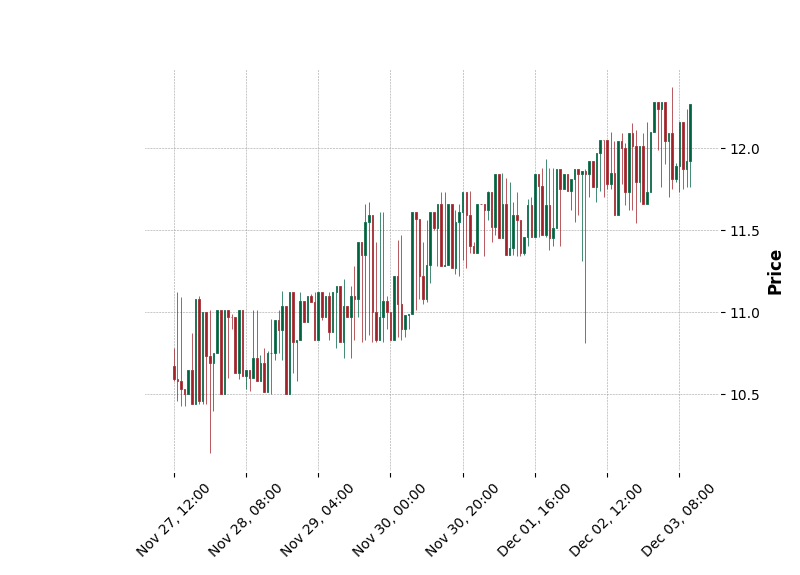 12.0
11.5
11.0
10.5
Price
Nov 27, 12:00
Nov 28, 08:00
Nov 29, 04:00
Nov 30, 00:00
Nov 30, 20:00
Dec 01, 16:00
Dec 02, 12:00
Dec 03, 08:00